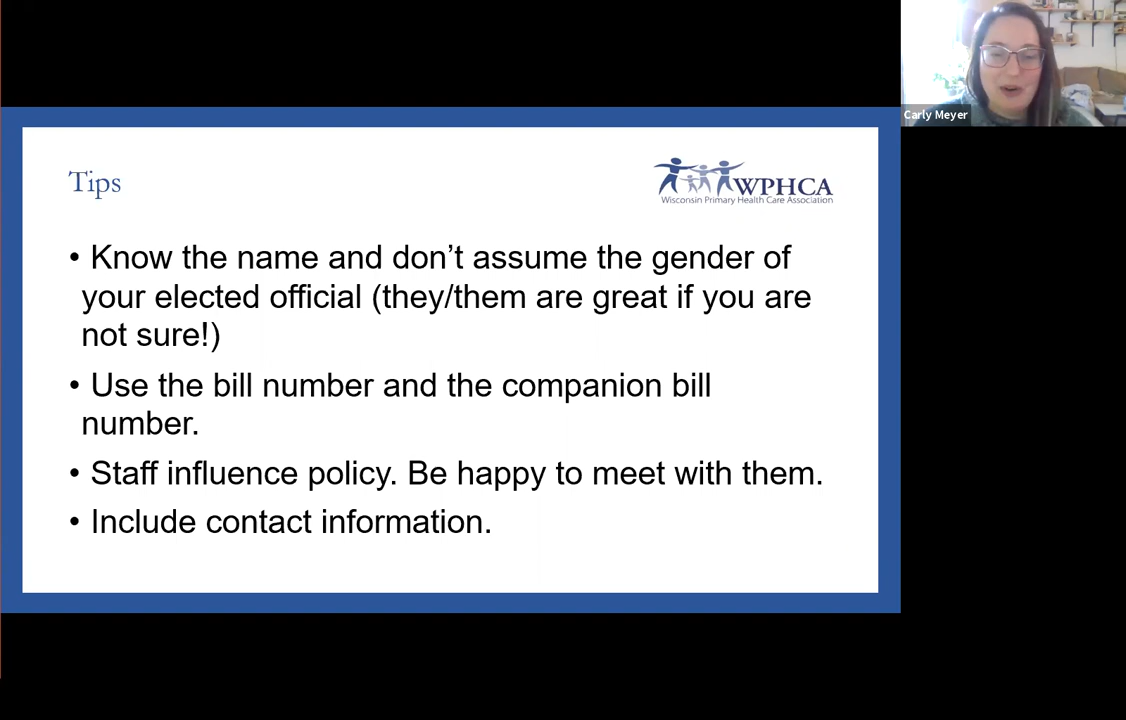 Carly Meyer
Tips
WPHCA
Wisconsin Primary Health Care Association
• Know the name and don’t assume the gender of
your elected official (they/them are great if you are
not sure!)
• Use the bill number and the companion bill
number.
• Staff influence policy. Be happy to meet with them.
• Include contact information.